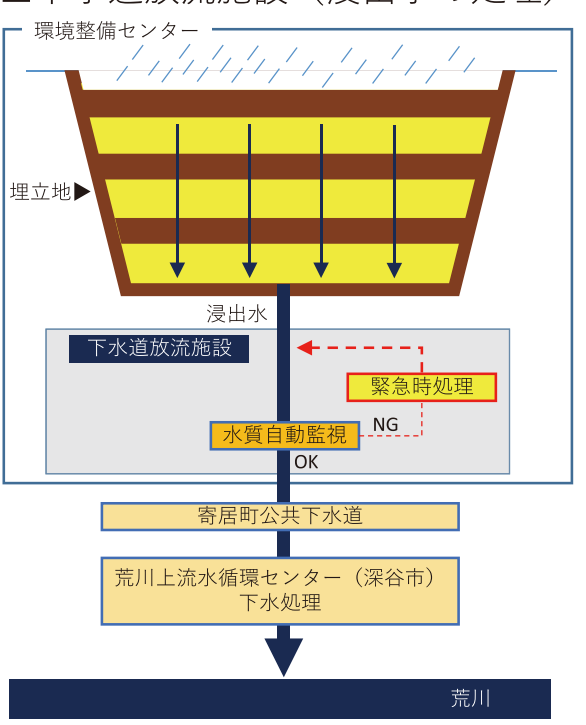 環境整備センター
埋立地▶
浸出水
下水道放流施設
緊急時処理
水質自動監視
NG
OK
寄居町公共下水道
荒川上流水循環センター（深谷市）
下水処理
荒川